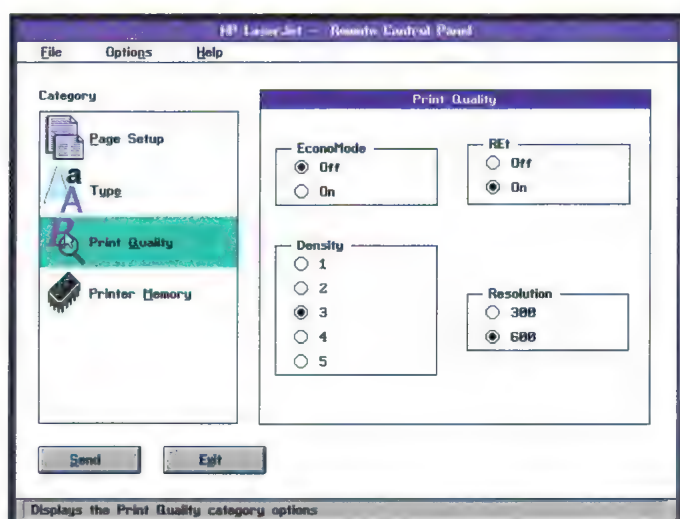 HP LaserJet — Remote Control Panel
File Options Help
Category
Page Setup
Type
Print Quality
Printer Memory
Print Quality
EconoMode
Off
On
REt
Off
On
Density
1
2
3
4
5
Resolution
300
600
Send Exit
Displays the Print Quality category options